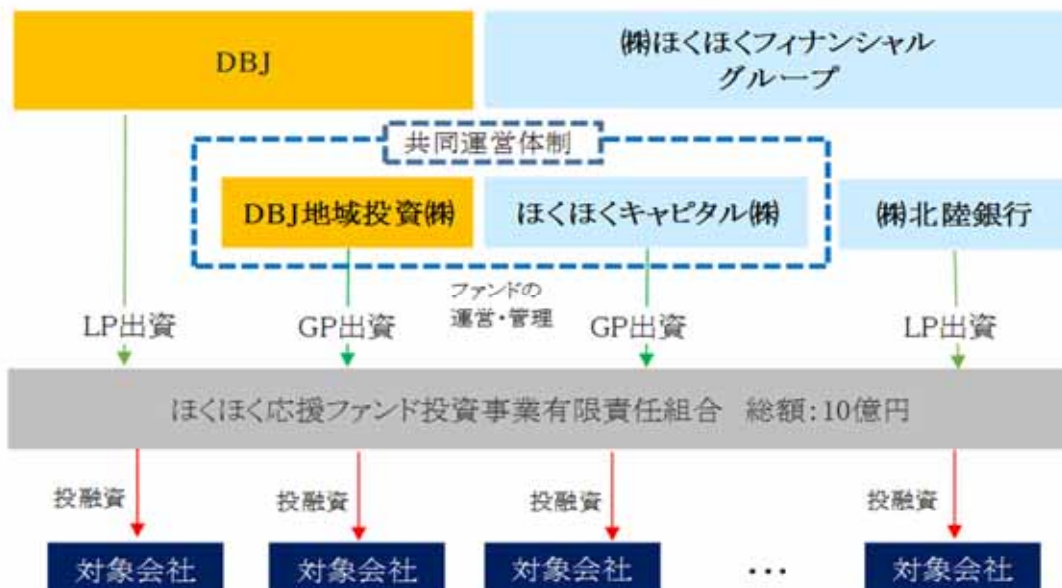 DBJ
㈱ほくほくフィナンシャル
グループ
共同運営体制
DBJ地域投資㈱
ほくほくキャピタル㈱
㈱北陸銀行
ファンドの
運営・管理
LP出資
GP出資
GP出資
LP出資
ほくほく応援ファンド投資事業有限責任組合 総額:10億円
投融資
投融資
投融資
投融資
対象会社
対象会社
対象会社
・・・
対象会社